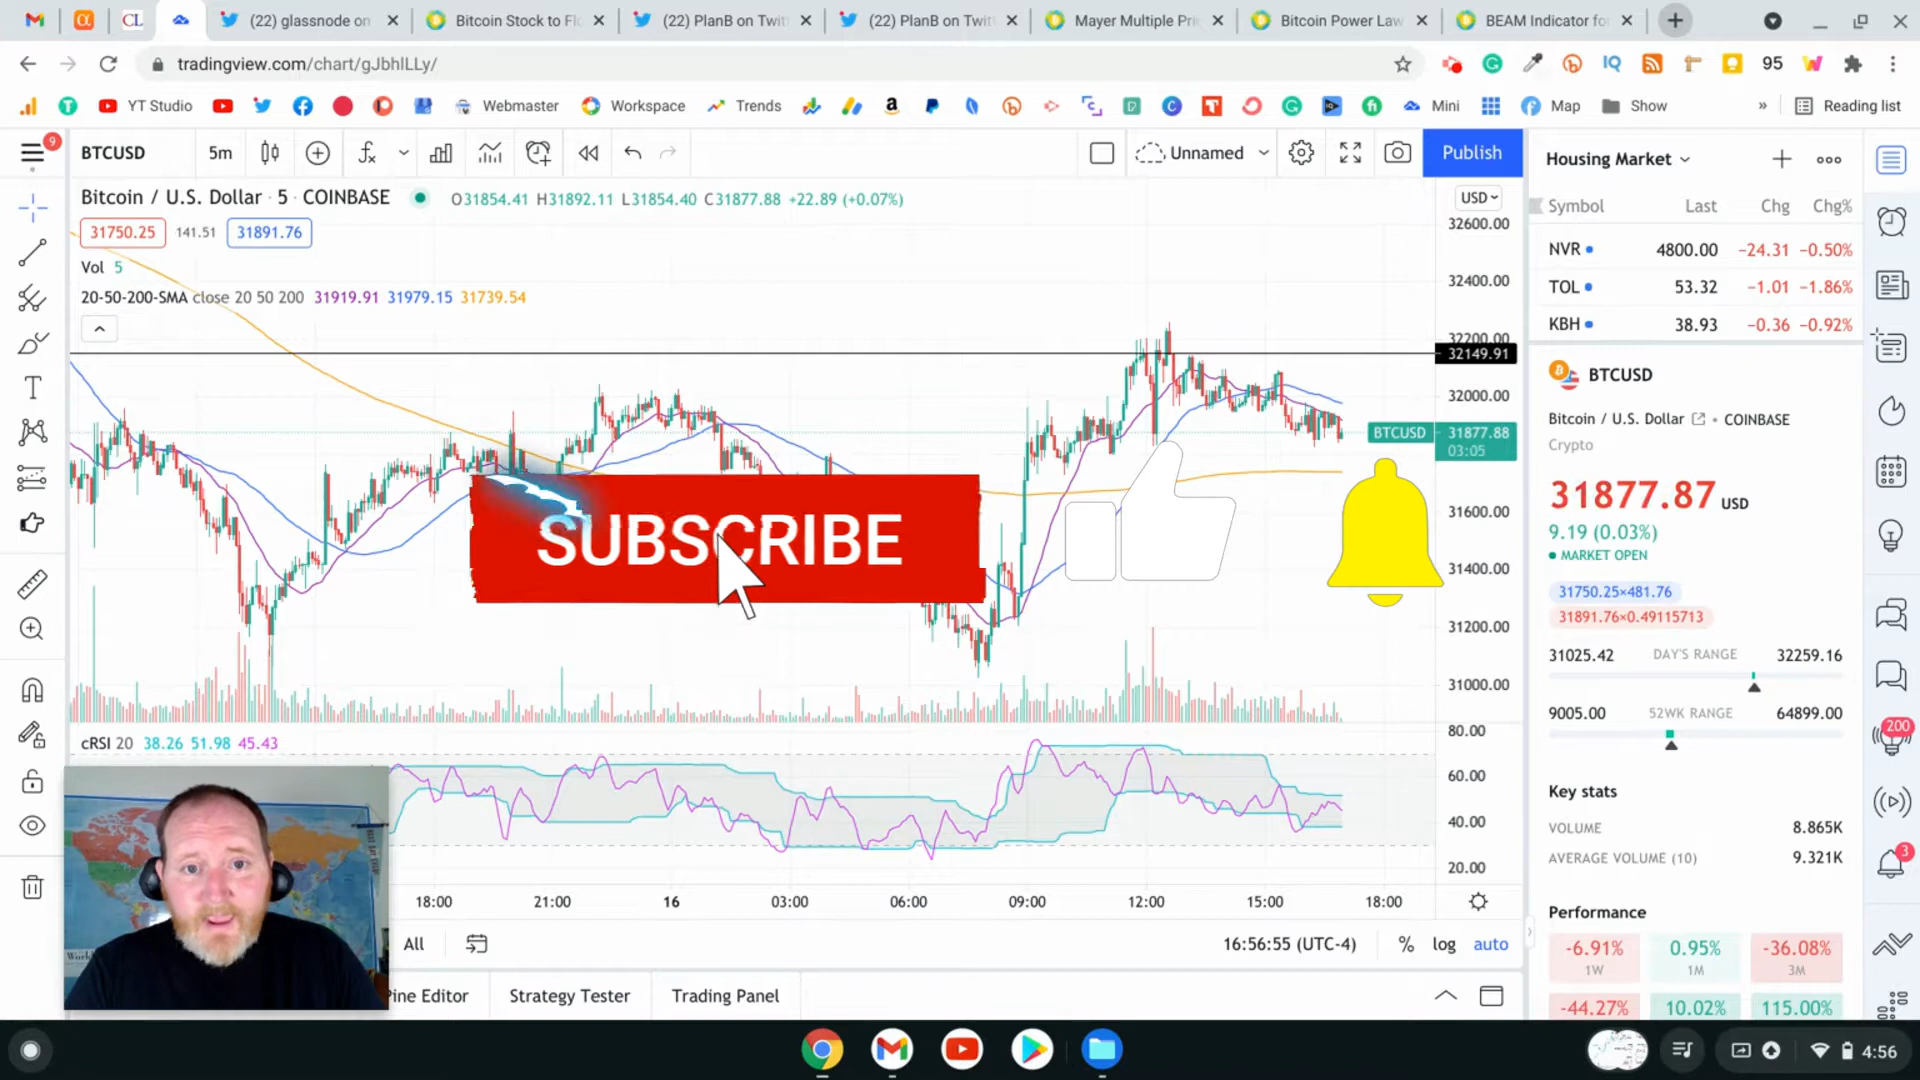 CL (22) glassnode on Bitcoin Stock to Flo (22) PlanB on Twitt (22) PlanB on Twitt Mayer Multiple Pri Bitcoin Power Law BEAM Indicator fo
tradingview.com/chart/gJbhlLLy/ IQ 95
YT Studio Webmaster Workspace Trends Mini Map Show » Reading list
9 BTCUSD 5m Unnamed Publish
Bitcoin / U.S. Dollar · 5 · COINBASE O31854.41 H31892.11 L31854.40 C31877.88 +22.89 (+0.07%)
31750.25 141.51 31891.76
Vol 5
20-50-200-SMA close 20 50 200 31919.91 31979.15 31739.54
USD
32600.00
32400.00
32200.00
32149.91
32000.00
BTCUSD 31877.88
03:05
31600.00
31400.00
31200.00
31000.00
SUBSCRIBE
cRSI 20 38.26 51.98 45.43
80.00
60.00
40.00
20.00
18:00 21:00 16 03:00 06:00 09:00 12:00 15:00 18:00
All 16:56:55 (UTC-4) % log auto
Pine Editor Strategy Tester Trading Panel
Housing Market
Symbol Last Chg Chg%
NVR 4800.00 −24.31 −0.50%
TOL 53.32 −1.01 −1.86%
KBH 38.93 −0.36 −0.92%
BTCUSD
Bitcoin / U.S. Dollar • COINBASE
Crypto
31877.87 USD
9.19 (0.03%)
MARKET OPEN
31750.25×481.76
31891.76×0.49115713
31025.42 DAY'S RANGE 32259.16
9005.00 52WK RANGE 64899.00
Key stats
VOLUME 8.865K
AVERAGE VOLUME (10) 9.321K
Performance
-6.91% 0.95% -36.08%
1W 1M 3M
-44.27% 10.02% 115.00%
200
3
4:56